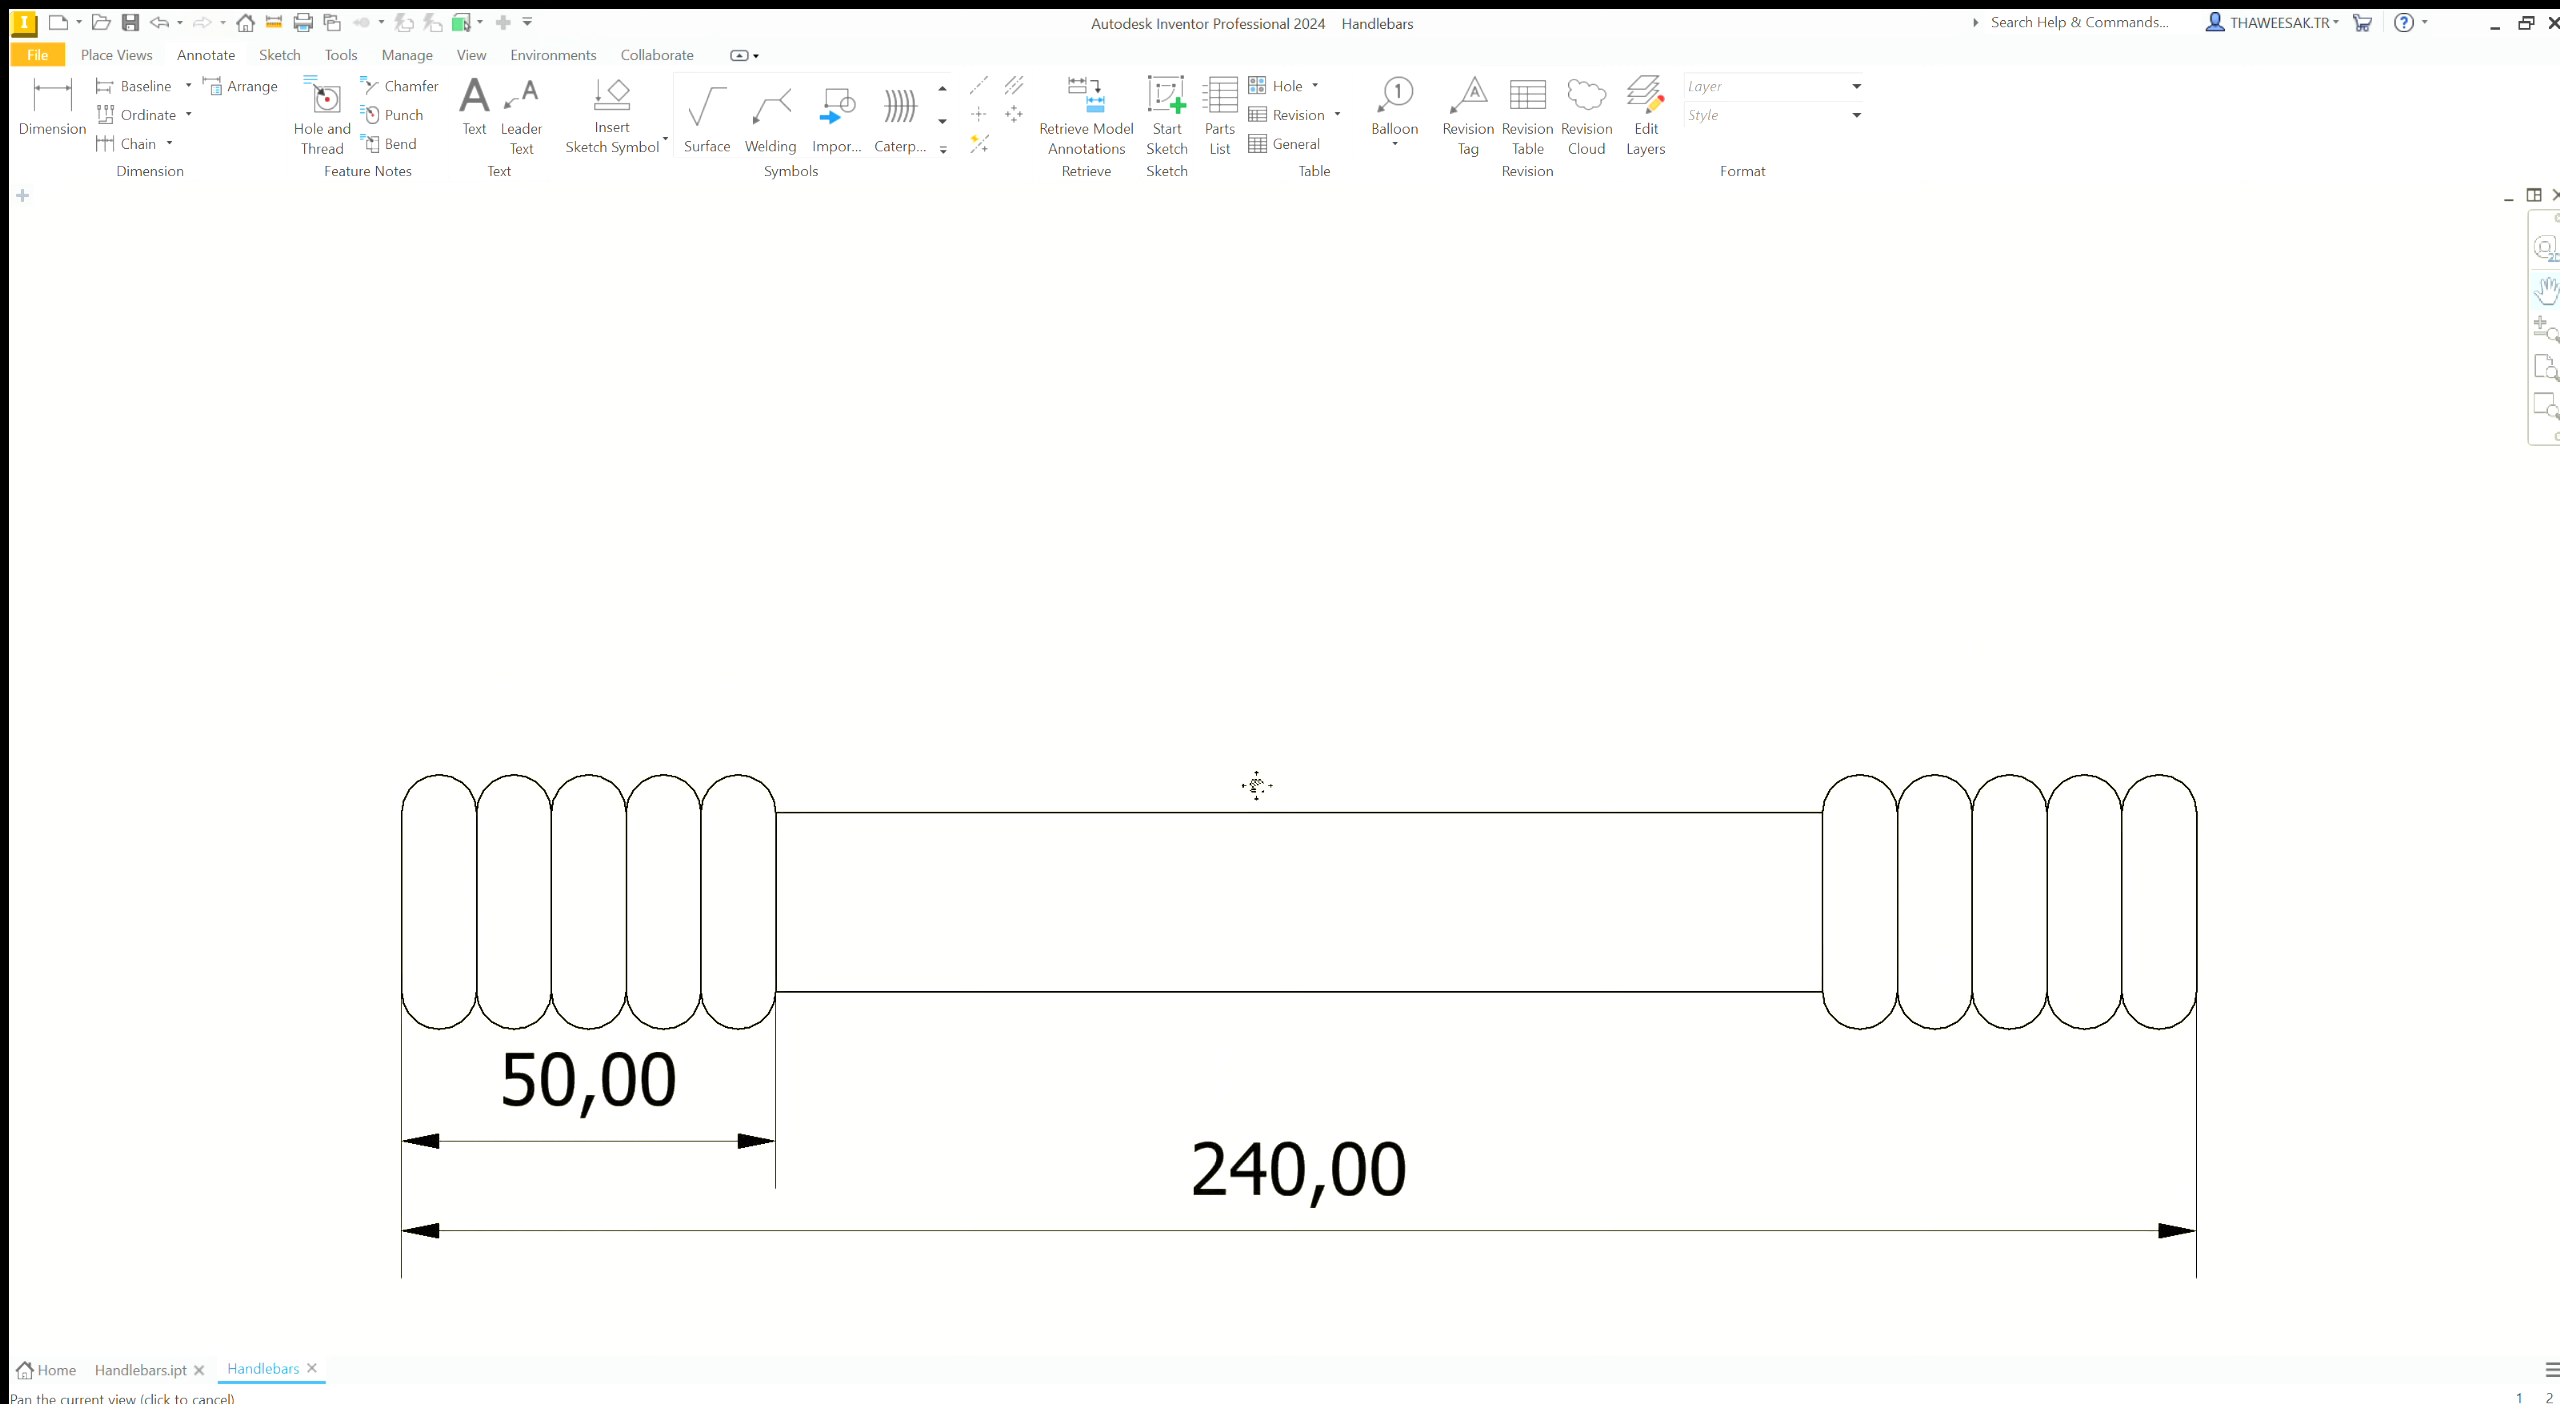 Autodesk Inventor Professional 2024 Handlebars
Search Help & Commands...
THAWEESAK.TR
File Place Views Annotate Sketch Tools Manage View Environments Collaborate
Dimension
Baseline
Ordinate
Chain
Arrange
Dimension
Hole and Thread
Chamfer
Punch
Bend
Feature Notes
Text
Leader Text
Text
Insert Sketch Symbol
Surface
Welding
Impor...
Caterp...
Symbols
Retrieve Model Annotations
Retrieve
Start Sketch
Sketch
Parts List
Hole
Revision
General
Table
Balloon
Revision Tag
Revision Table
Revision Cloud
Edit Layers
Revision
Layer
Style
Format
50,00
240,00
Home Handlebars.ipt Handlebars
Pan the current view (click to cancel)
1 2